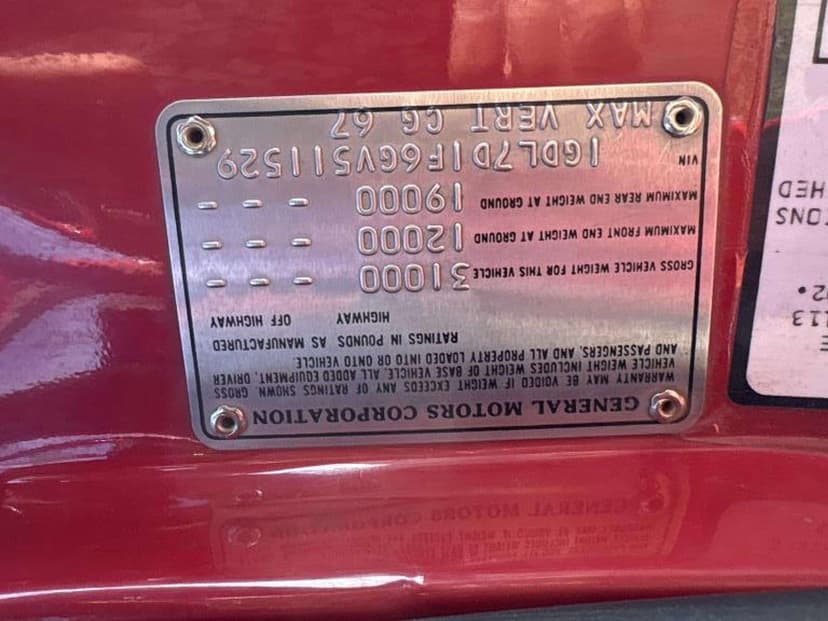 GENERAL MOTORS CORPORATION
WARRANTY MAY BE VOIDED IF WEIGHT EXCEEDS ANY OF RATINGS SHOWN. GROSS
VEHICLE WEIGHT INCLUDES WEIGHT OF BASE VEHICLE, ALL ADDED EQUIPMENT, DRIVER,
AND PASSENGERS, AND ALL PROPERTY LOADED INTO OR ONTO VEHICLE.
RATINGS IN POUNDS AS MANUFACTURED
HIGHWAY OFF HIGHWAY
GROSS VEHICLE WEIGHT FOR THIS VEHICLE 31000 - - -
MAXIMUM FRONT END WEIGHT AT GROUND 12000 - - -
MAXIMUM REAR END WEIGHT AT GROUND 19000 - - -
VIN 1GDL7D1F6GV511529
MAX VERT CG 67
113